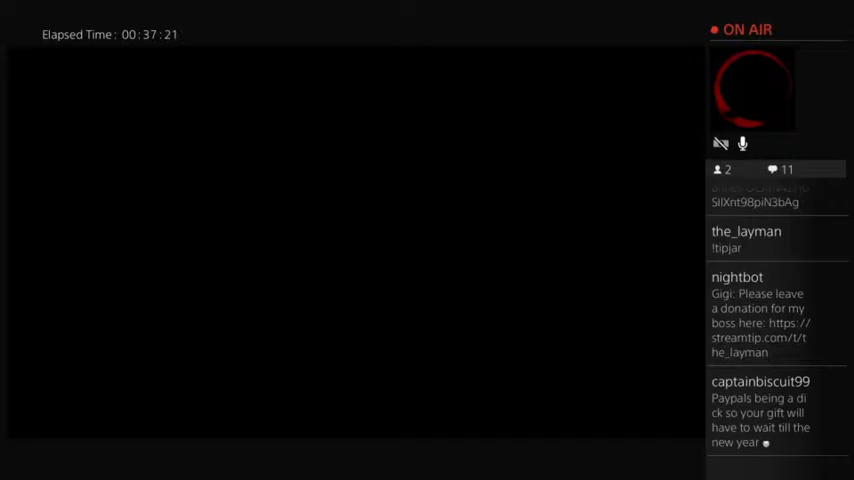 Elapsed Time: 00:37:21
ON AIR
2
11
SIlXnt98piN3bAg
the_layman
!tipjar
nightbot
Gigi: Please leave
a donation for my
boss here: https://
streamtip.com/t/t
he_layman
captainbiscuit99
Paypals being a di
ck so your gift will
have to wait till the
new year